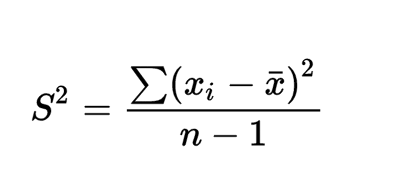 S² = ∑(xᵢ − x̄)² / n − 1